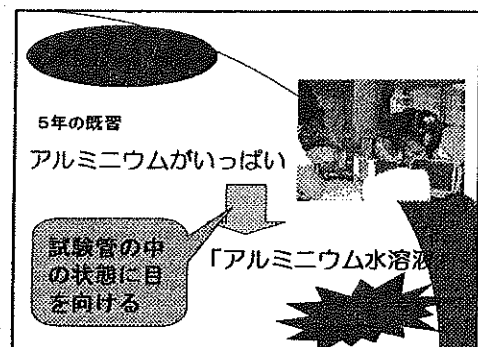 5年の既習
アルミニウムがいっぱい
試験管の中
の状態に目
を向ける
「アルミニウム水溶液